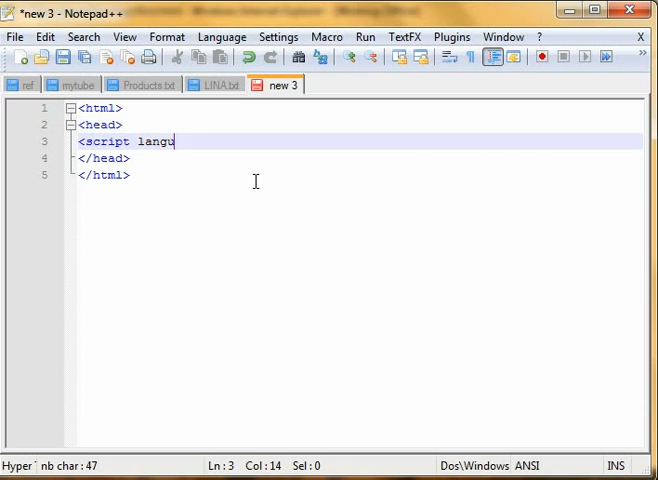 *new 3 - Notepad++
File Edit Search View Format Language Settings Macro Run TextFX Plugins Window ? X
ref mytube Products.txt LINA.txt new 3
1 <html>
2 <head>
3 <script langu
4 </head>
5 </html>
Hyper nb char: 47 Ln : 3 Col : 14 Sel : 0 Dos\Windows ANSI INS